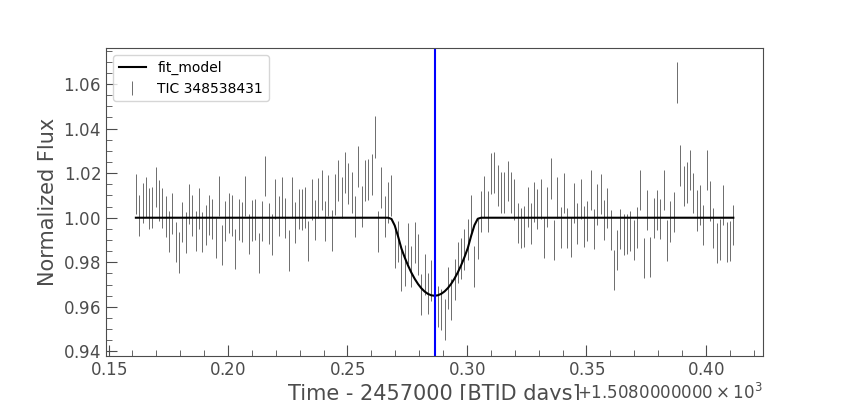 fit_model
TIC 348538431
Normalized Flux
1.06
1.04
1.02
1.00
0.98
0.96
0.94
0.15 0.20 0.25 0.30 0.35 0.40
Time - 2457000 [BTJD days]
+1.5080000000 × 10³